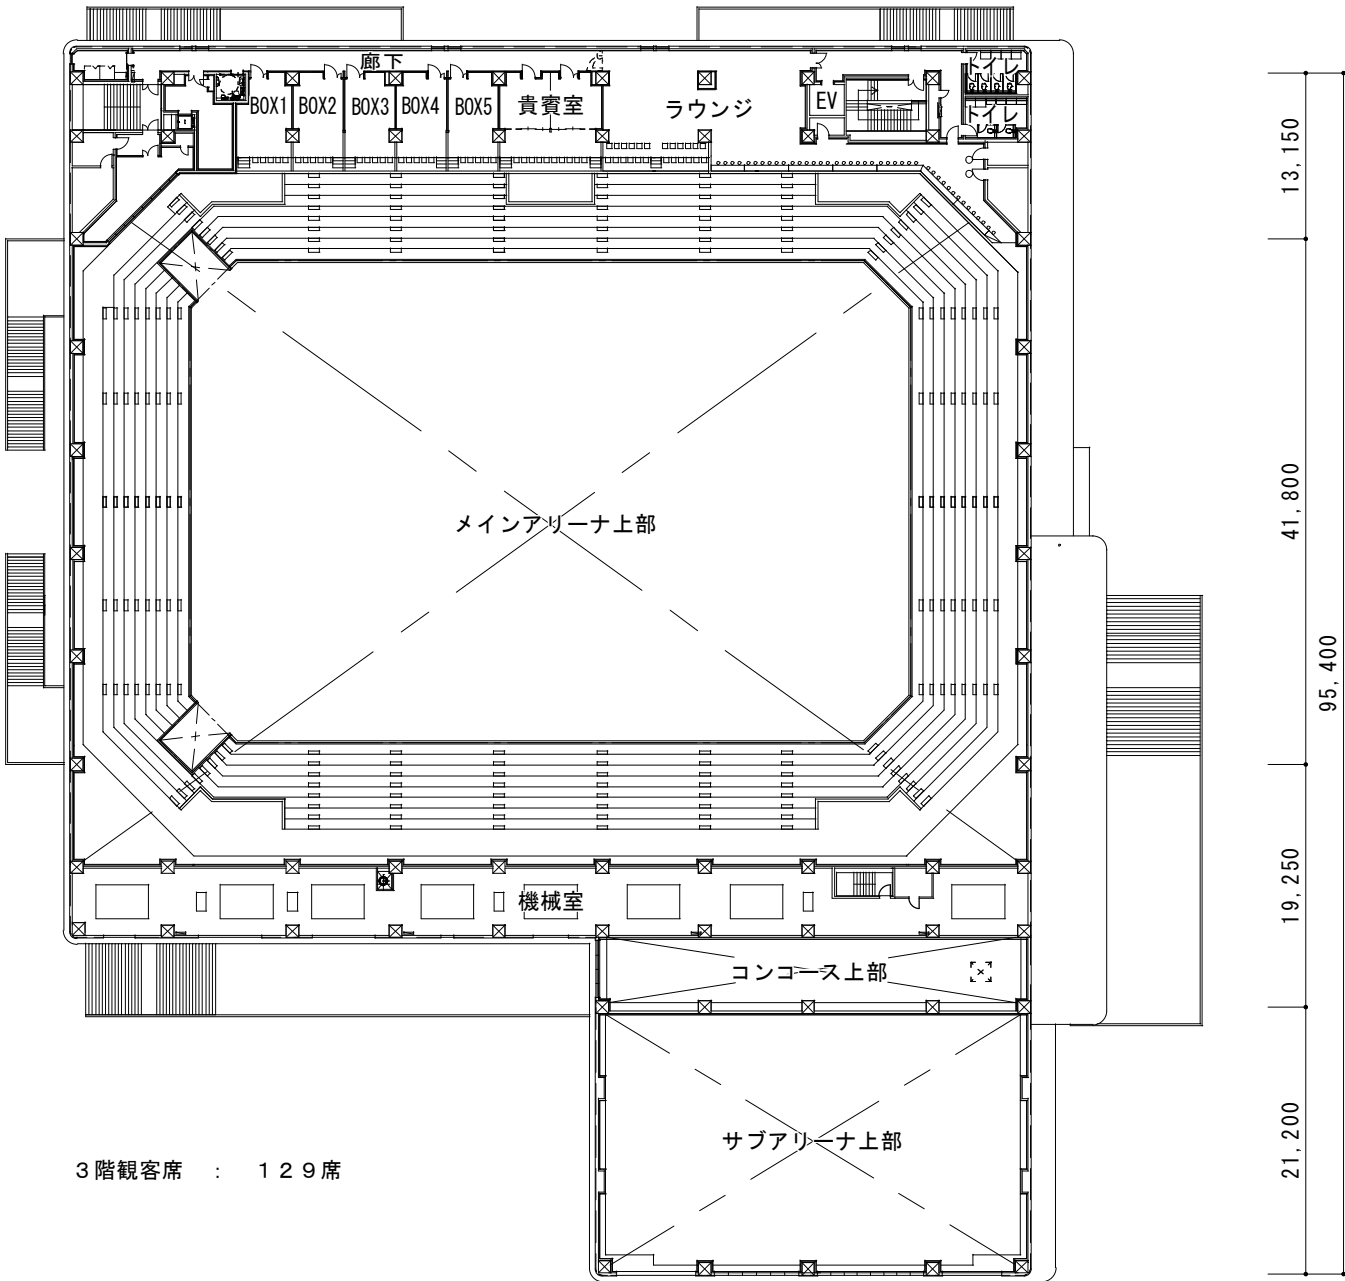 廊下
トイレ
BOX1
BOX2
BOX3
BOX4
BOX5
貴賓室
ラウンジ
EV
トイレ
13,150
メインアリーナ上部
41,800
95,400
機械室
19,250
コンコース上部
サブアリーナ上部
21,200
3階観客席 : 129席